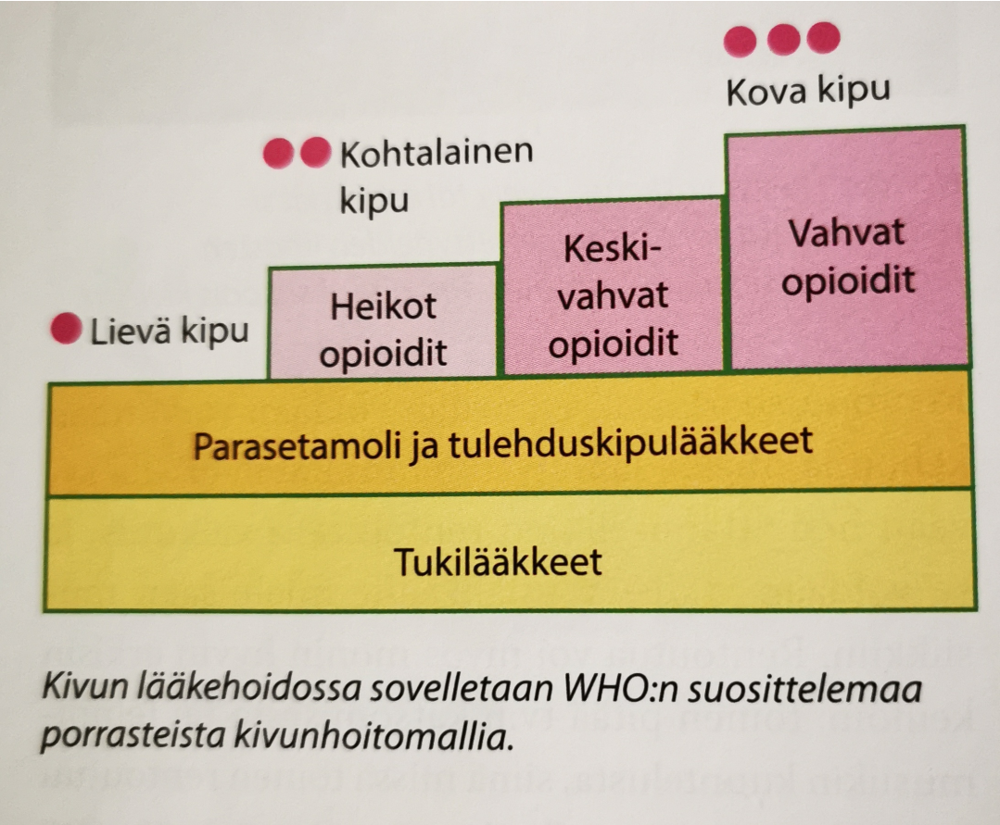 Kova kipu
Kohtalainen
kipu
Lievä kipu
Heikot
opioidit
Keski-
vahvat
opioidit
Vahvat
opioidit
Parasetamoli ja tulehduskipulääkkeet
Tukilääkkeet
Kivun lääkehoidossa sovelletaan WHO:n suosittelemaa
porrasteista kivunhoitomallia.